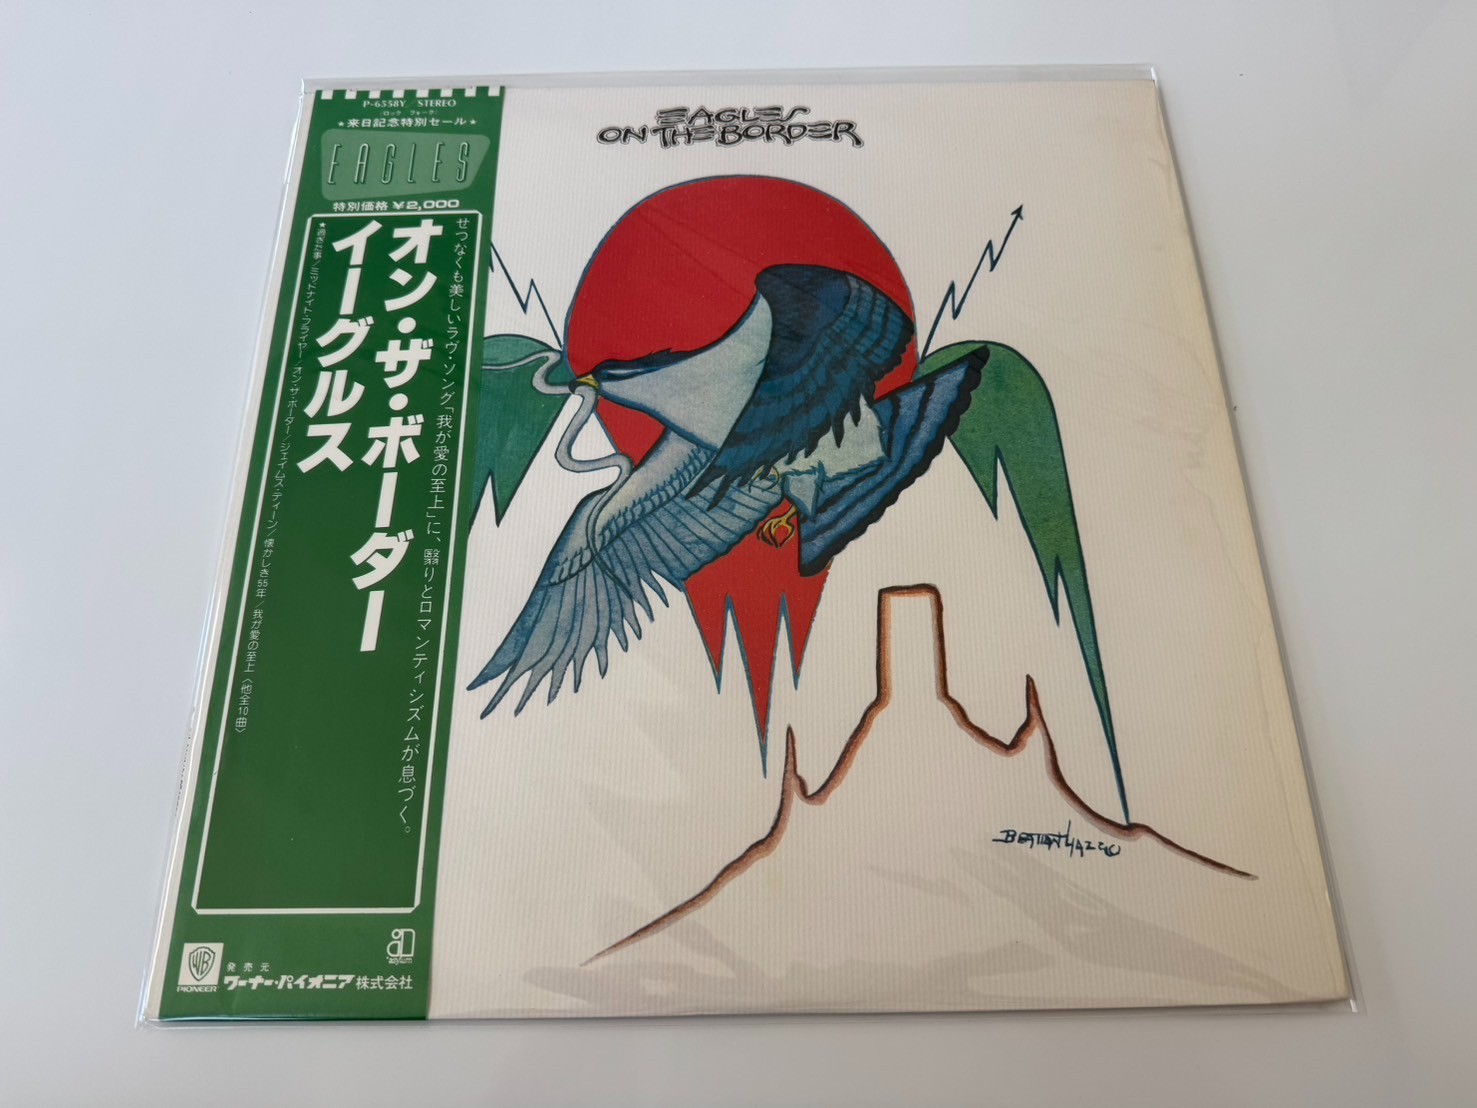 P-6558Y/STEREO
ロック フォーク
★来日記念特別セール★
EAGLES
特別価格 ¥2,000
せつなくも美しいラヴ・ソング「我が愛の至上」に、翳りとロマンティシズムが息づく。
オン・ザ・ボーダー
イーグルス
★過ぎた事/ミッドナイト・フライヤー/オン・ザ・ボーダー/ジェイムス・ディーン/懐かしき55年/我が愛の至上〈他全10曲〉
WB
PIONEER
asylum
発売元
ワーナー・パイオニア株式会社
EAGLES
ON THE BORDER